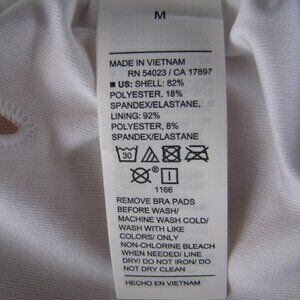 M
MADE IN VIETNAM
RN 54023 / CA 17897
■ US: SHELL: 82%
POLYESTER, 18%
SPANDEX/ELASTANE,
LINING: 92%
POLYESTER, 8%
SPANDEX/ELASTANE
30
1166
REMOVE BRA PADS
BEFORE WASH/
MACHINE WASH COLD/
WASH WITH LIKE
COLORS/ ONLY
NON-CHLORINE BLEACH
WHEN NEEDED/ LINE
DRY/ DO NOT IRON/ DO
NOT DRY CLEAN
HECHO EN VIETNAM